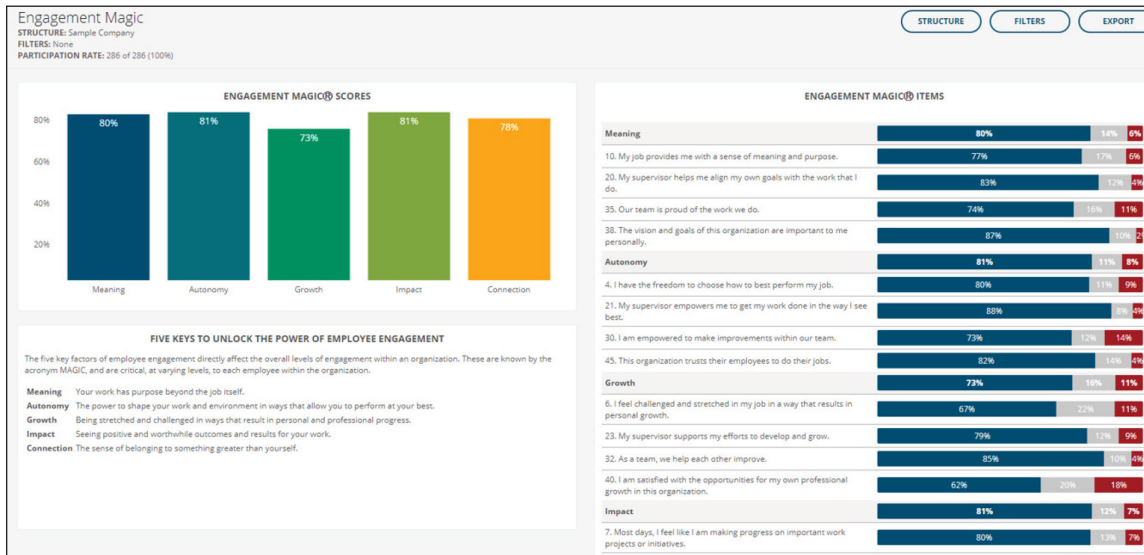 Engagement Magic
STRUCTURE: Sample Company
FILTERS: None
PARTICIPATION RATE: 286 of 286 (100%)
STRUCTURE
FILTERS
EXPORT
ENGAGEMENT MAGIC® SCORES
80%
60%
40%
20%
80%
81%
73%
81%
78%
Meaning
Autonomy
Growth
Impact
Connection
FIVE KEYS TO UNLOCK THE POWER OF EMPLOYEE ENGAGEMENT
The five key factors of employee engagement directly affect the overall levels of engagement within an organization. These are known by the
acronym MAGIC, and are critical, at varying levels, to each employee within the organization.
Meaning Your work has purpose beyond the job itself.
Autonomy The power to shape your work and environment in ways that allow you to perform at your best.
Growth Being stretched and challenged in ways that result in personal and professional progress.
Impact Seeing positive and worthwhile outcomes and results for your work.
Connection The sense of belonging to something greater than yourself.
ENGAGEMENT MAGIC® ITEMS
Meaning 80% 14% 6%
10. My job provides me with a sense of meaning and purpose. 77% 17% 6%
20. My supervisor helps me align my own goals with the work that I
do. 83% 12% 4%
35. Our team is proud of the work we do. 74% 16% 11%
38. The vision and goals of this organization are important to me
personally. 87% 10% 2
Autonomy 81% 11% 8%
4. I have the freedom to choose how to best perform my job. 80% 11% 9%
21. My supervisor empowers me to get my work done in the way I see
best. 88% 8% 4%
30. I am empowered to make improvements within our team. 73% 12% 14%
45. This organization trusts their employees to do their jobs. 82% 14% 4%
Growth 73% 16% 11%
6. I feel challenged and stretched in my job in a way that results in
personal growth. 67% 22% 11%
23. My supervisor supports my efforts to develop and grow. 79% 12% 9%
32. As a team, we help each other improve. 85% 10% 4%
40. I am satisfied with the opportunities for my own professional
growth in this organization. 62% 20% 18%
Impact 81% 12% 7%
7. Most days, I feel like I am making progress on important work
projects or initiatives. 80% 13% 7%